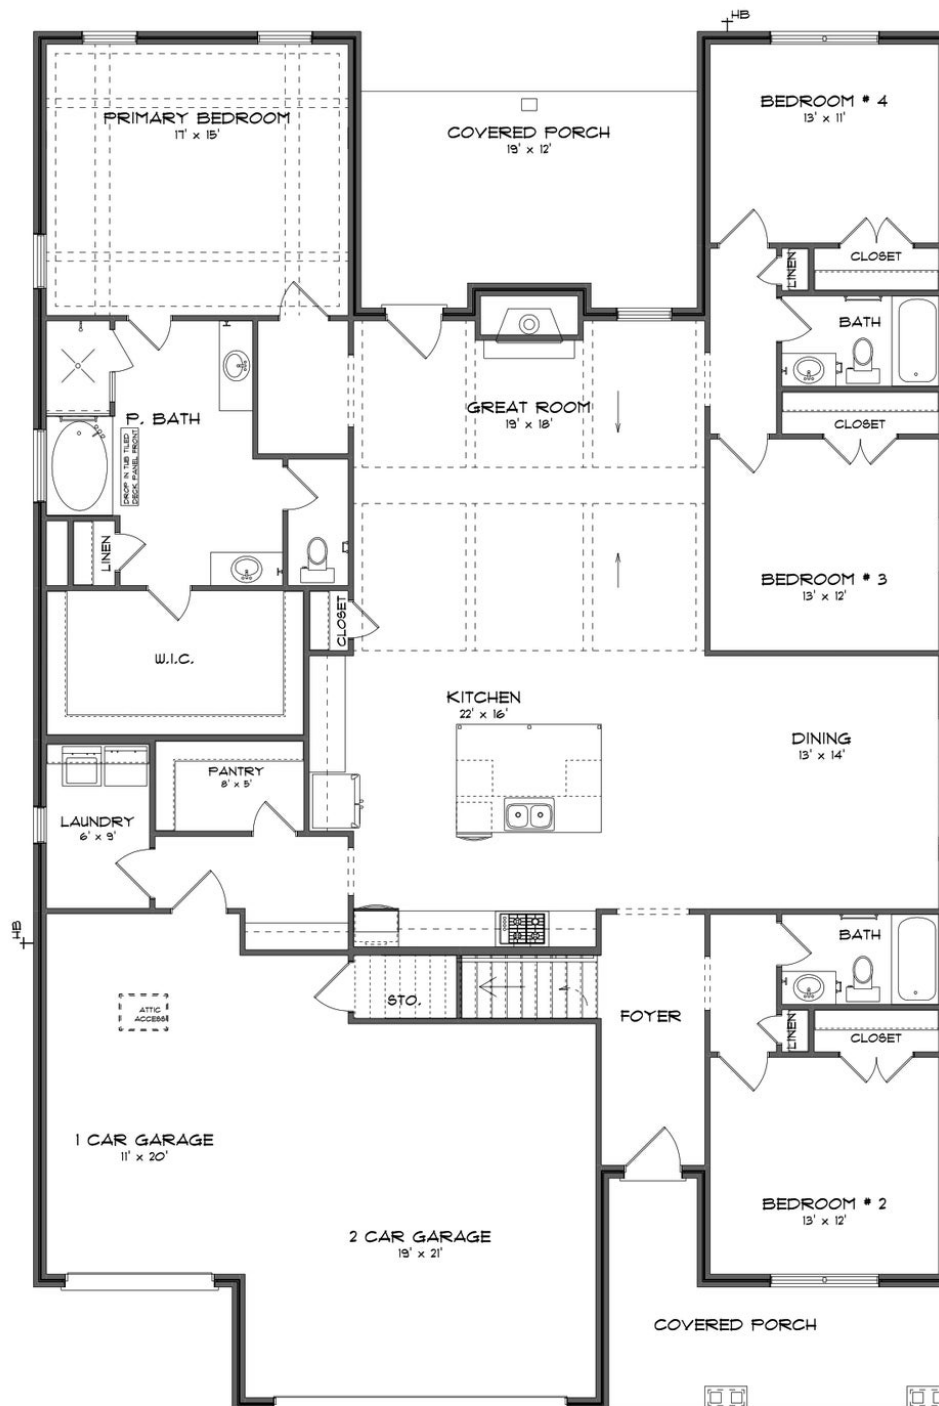 HB
BEDROOM # 4
13' x 11'
PRIMARY BEDROOM
17' x 15'
COVERED PORCH
19' x 12'
LINEN
CLOSET
BATH
GREAT ROOM
19' x 18'
P. BATH
CLOSET
DROP IN TUB TILED
DECK, PANEL FRONT
LINEN
BEDROOM # 3
13' x 12'
CLOSET
W.I.C.
KITCHEN
22' x 16'
DINING
13' x 14'
PANTRY
8' x 5'
LAUNDRY
6' x 9'
HB
BATH
STO.
ATTIC
ACCESS
FOYER
LINEN
CLOSET
1 CAR GARAGE
11' x 20'
BEDROOM # 2
13' x 12'
2 CAR GARAGE
19' x 21'
COVERED PORCH